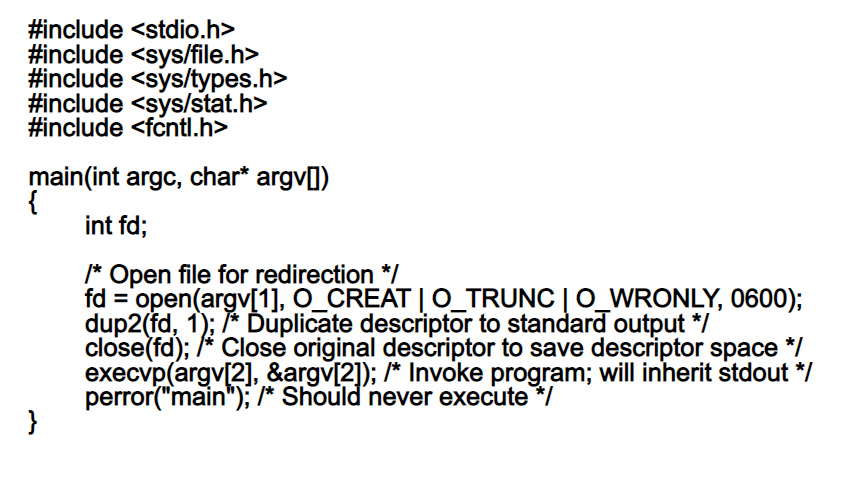 #include <stdio.h>
#include <sys/file.h>
#include <sys/types.h>
#include <sys/stat.h>
#include <fcntl.h>
main(int argc, char* argv[])
{
int fd;
/* Open file for redirection */
fd = open(argv[1], O_CREAT | O_TRUNC | O_WRONLY, 0600);
dup2(fd, 1); /* Duplicate descriptor to standard output */
close(fd); /* Close original descriptor to save descriptor space */
execvp(argv[2], &argv[2]); /* Invoke program; will inherit stdout */
perror("main"); /* Should never execute */
}